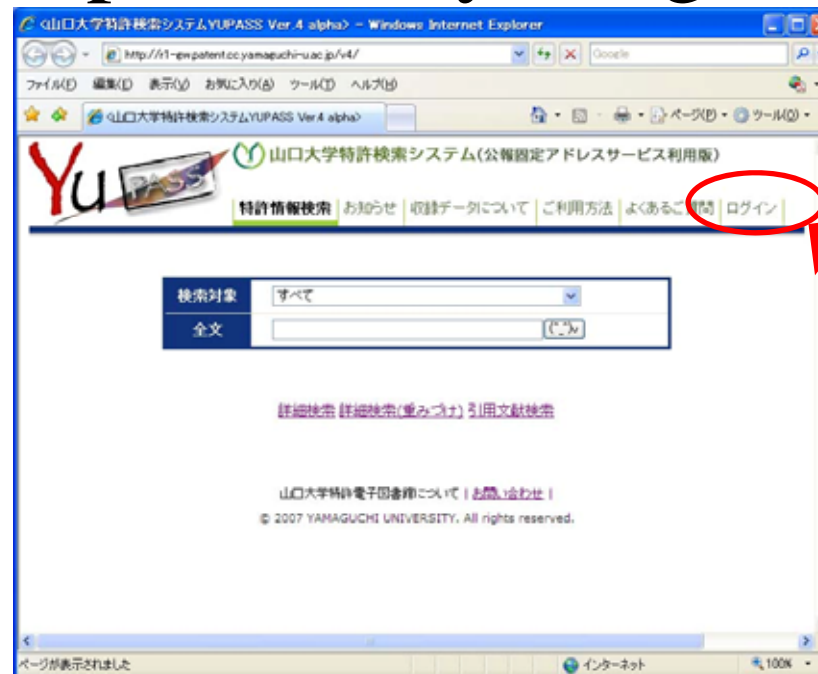 <山口大学特許検索システムYUPASS Ver.4 alpha> - Windows Internet Explorer
http://r1-ewpatent.cc.yamaguchi-u.ac.jp/v4/
Google
ファイル(F) 編集(E) 表示(V) お気に入り(A) ツール(T) ヘルプ(H)
<山口大学特許検索システムYUPASS Ver.4 alpha>
ページ(P) ツール(O)
Yu PASS
山口大学特許検索システム(公報固定アドレスサービス利用版)
特許情報検索 お知らせ 収録データについて ご利用方法 よくあるご質問 ログイン
検索対象 すべて
全文
詳細検索 詳細検索(重みづけ) 引用文献検索
山口大学特許電子図書館について | お問い合わせ |
© 2007 YAMAGUCHI UNIVERSITY. All rights reserved.
ページが表示されました インターネット 100%